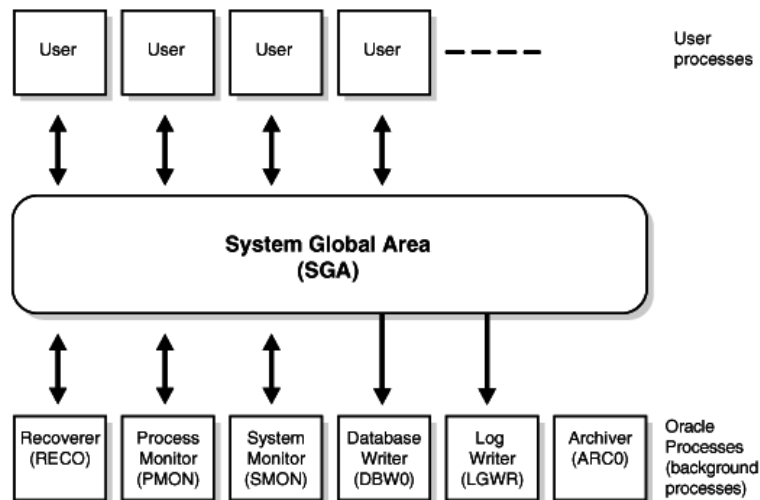 User
User
User
User
User
processes
System Global Area
(SGA)
Recoverer
(RECO)
Process
Monitor
(PMON)
System
Monitor
(SMON)
Database
Writer
(DBW0)
Log
Writer
(LGWR)
Archiver
(ARC0)
Oracle
Processes
(background
processes)